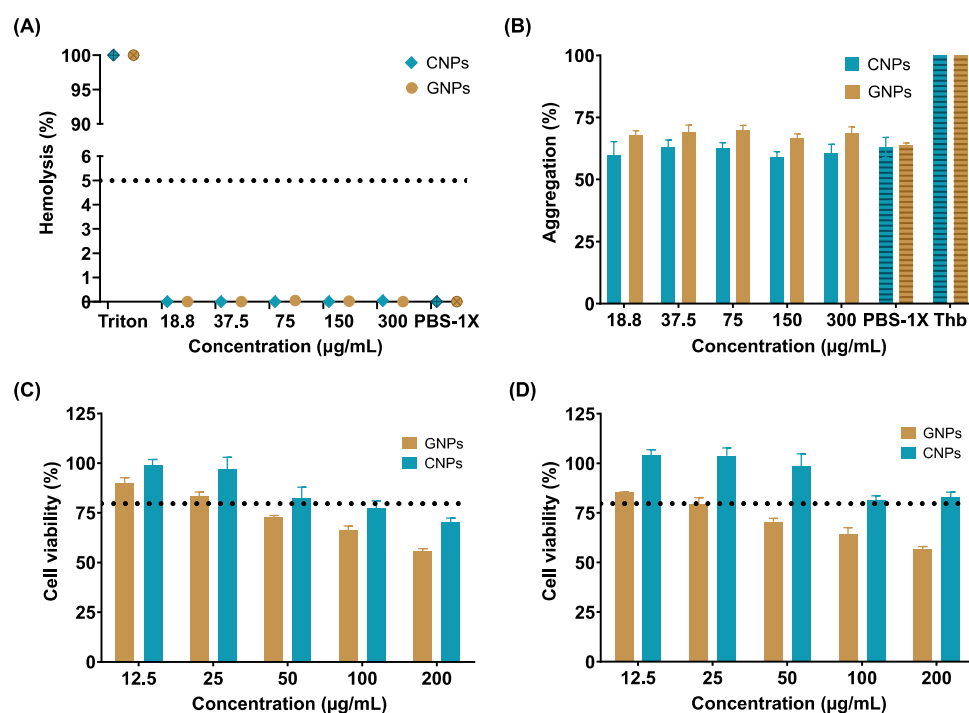 (A)
Hemolysis (%)
100
95
90
6
5
4
3
2
1
0
CNPs
GNPs
Triton 18.8 37.5 75 150 300 PBS-1X
Concentration (µg/mL)
(B)
Aggregation (%)
100
75
50
25
0
CNPs
GNPs
18.8 37.5 75 150 300 PBS-1X Thb
Concentration (µg/mL)
(C)
Cell viability (%)
125
100
75
50
25
0
GNPs
CNPs
12.5 25 50 100 200
Concentration (µg/mL)
(D)
Cell viability (%)
125
100
75
50
25
0
GNPs
CNPs
12.5 25 50 100 200
Concentration (µg/mL)